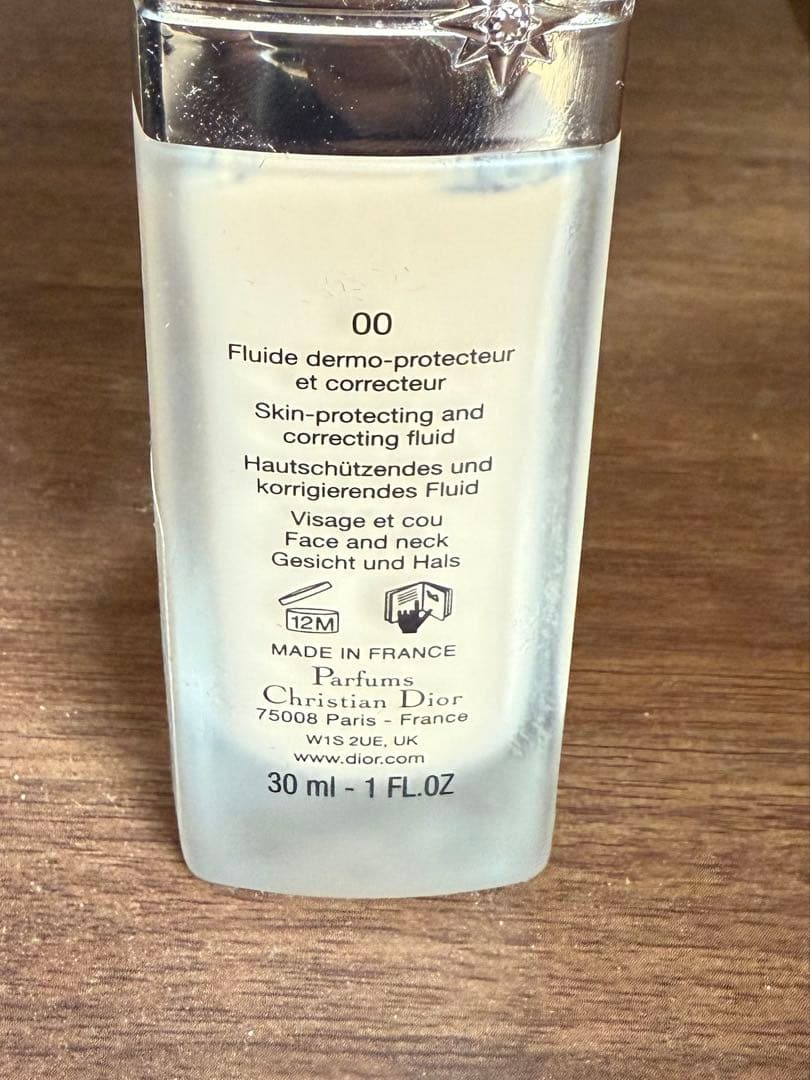 00
Fluide dermo-protecteur
et correcteur
Skin-protecting and
correcting fluid
Hautschützendes und
korrigierendes Fluid
Visage et cou
Face and neck
Gesicht und Hals
12M
MADE IN FRANCE
Parfums
Christian Dior
75008 Paris - France
W1S 2UE, UK
www.dior.com
30 ml - 1 FL.OZ